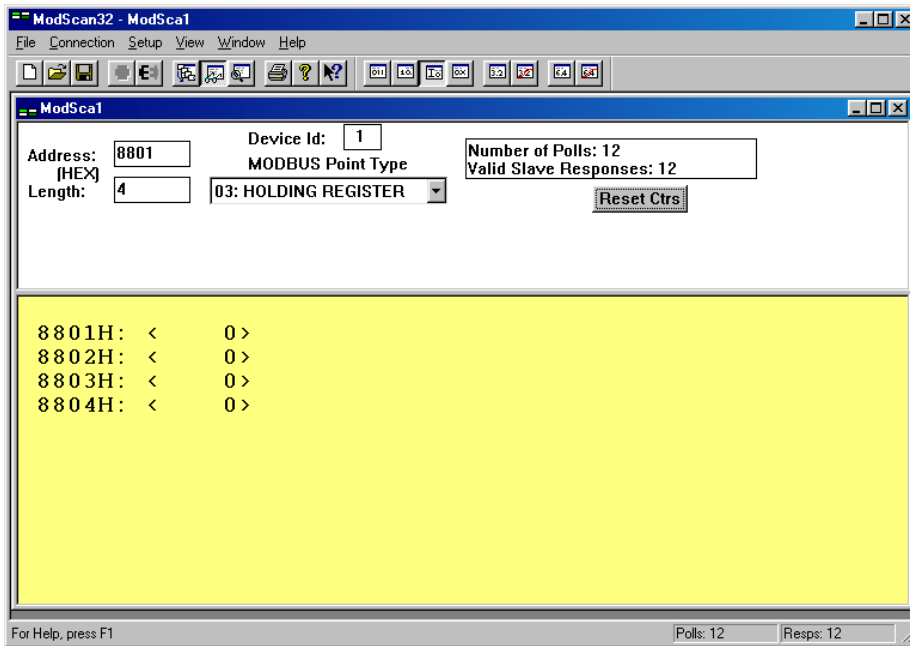 ModScan32 - ModSca1
File Connection Setup View Window Help
ModSca1
Address: 8801
(HEX)
Length: 4
Device Id: 1
MODBUS Point Type
03: HOLDING REGISTER
Number of Polls: 12
Valid Slave Responses: 12
Reset Ctrs
8801H: < 0>
8802H: < 0>
8803H: < 0>
8804H: < 0>
For Help, press F1
Polls: 12
Resps: 12